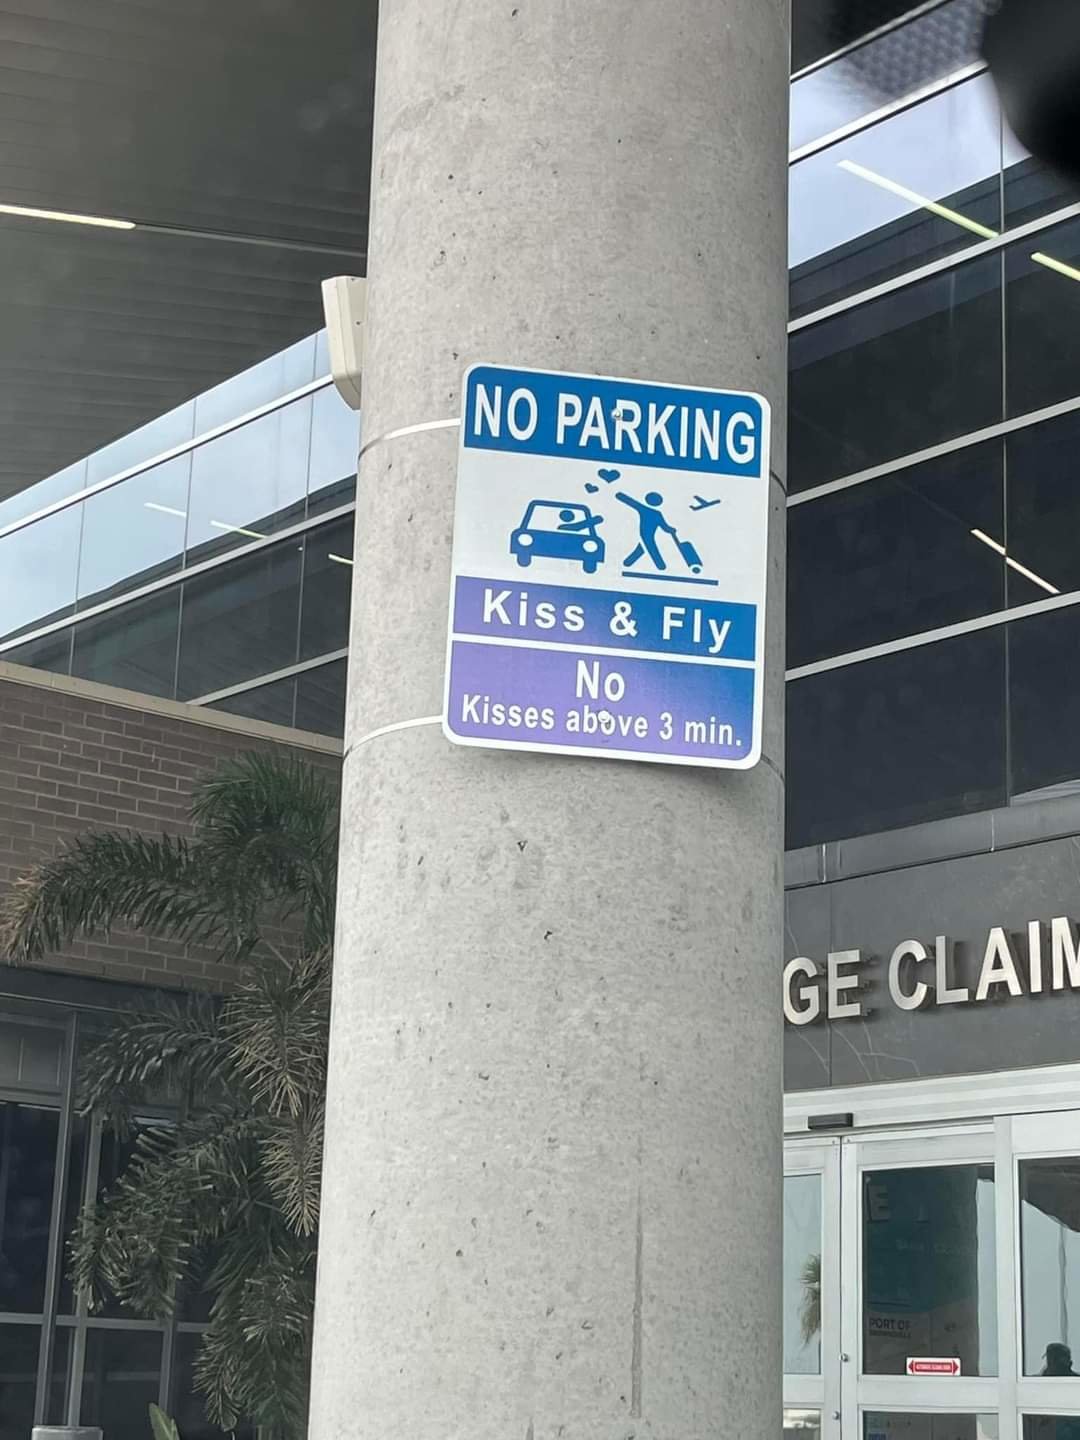 NO PARKING
Kiss & Fly
No
Kisses above 3 min.
GE CLAIM
PORT OF